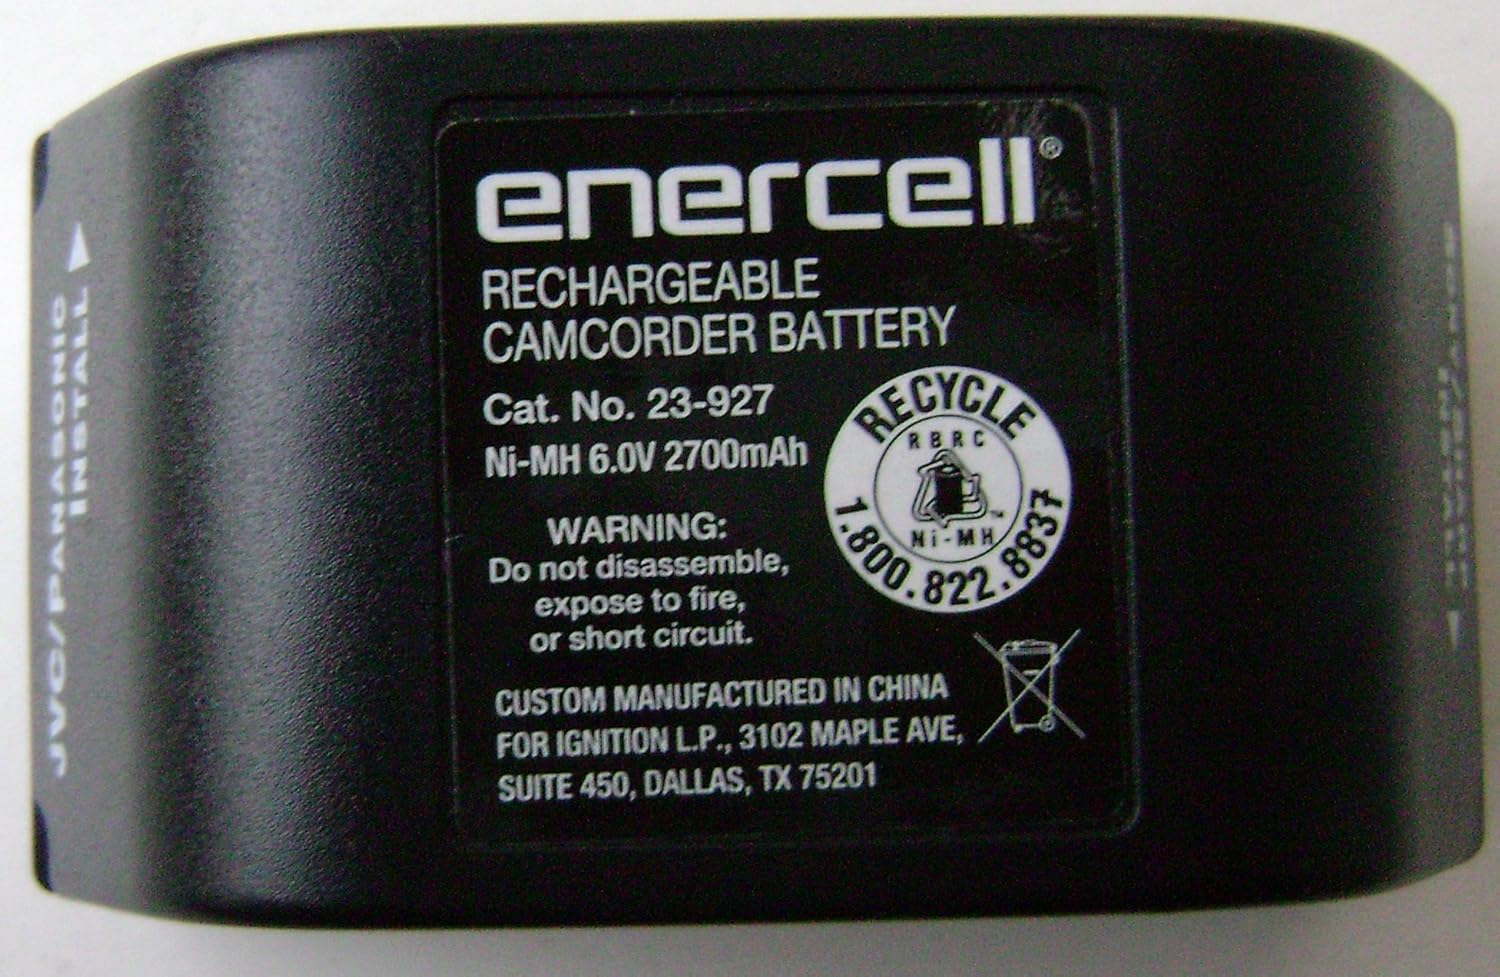 enercell®
RECHARGEABLE
CAMCORDER BATTERY
Cat. No. 23-927
Ni-MH 6.0V 2700mAh
RECYCLE
RBRC
Ni-MH
1.800.822.8837
WARNING:
Do not disassemble,
expose to fire,
or short circuit.
CUSTOM MANUFACTURED IN CHINA
FOR IGNITION L.P., 3102 MAPLE AVE,
SUITE 450, DALLAS, TX 75201
JVC/PANASONIC
INSTALL